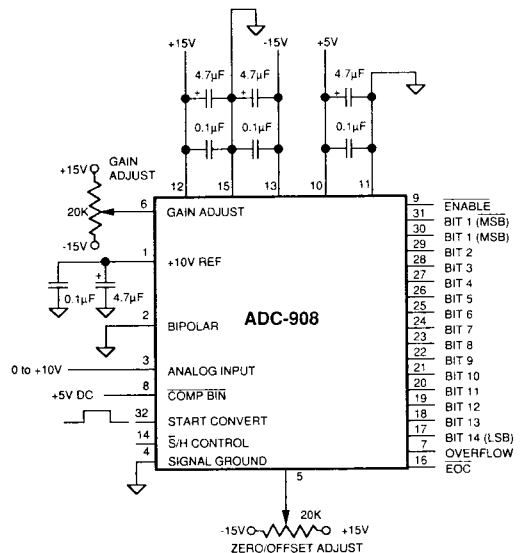 +15V -15V +5V
4.7µF 4.7µF 4.7µF
+ + +
0.1µF 0.1µF 0.1µF
12 15 13 10 11
GAIN
ADJUST
+15V
20K
-15V
6 GAIN ADJUST
1 +10V REF
+
0.1µF 4.7µF
2 BIPOLAR
ADC-908
0 to +10V 3 ANALOG INPUT
+5V DC 8 COMP BIN
32 START CONVERT
14 S/H CONTROL
4 SIGNAL GROUND
9 ENABLE
31 BIT 1 (MSB)
30 BIT 1 (MSB)
29 BIT 2
28 BIT 3
27 BIT 4
26 BIT 5
25 BIT 6
24 BIT 7
23 BIT 8
22 BIT 9
21 BIT 10
20 BIT 11
19 BIT 12
18 BIT 13
17 BIT 14 (LSB)
7 OVERFLOW
16 EOC
5
20K
-15V +15V
ZERO/OFFSET ADJUST